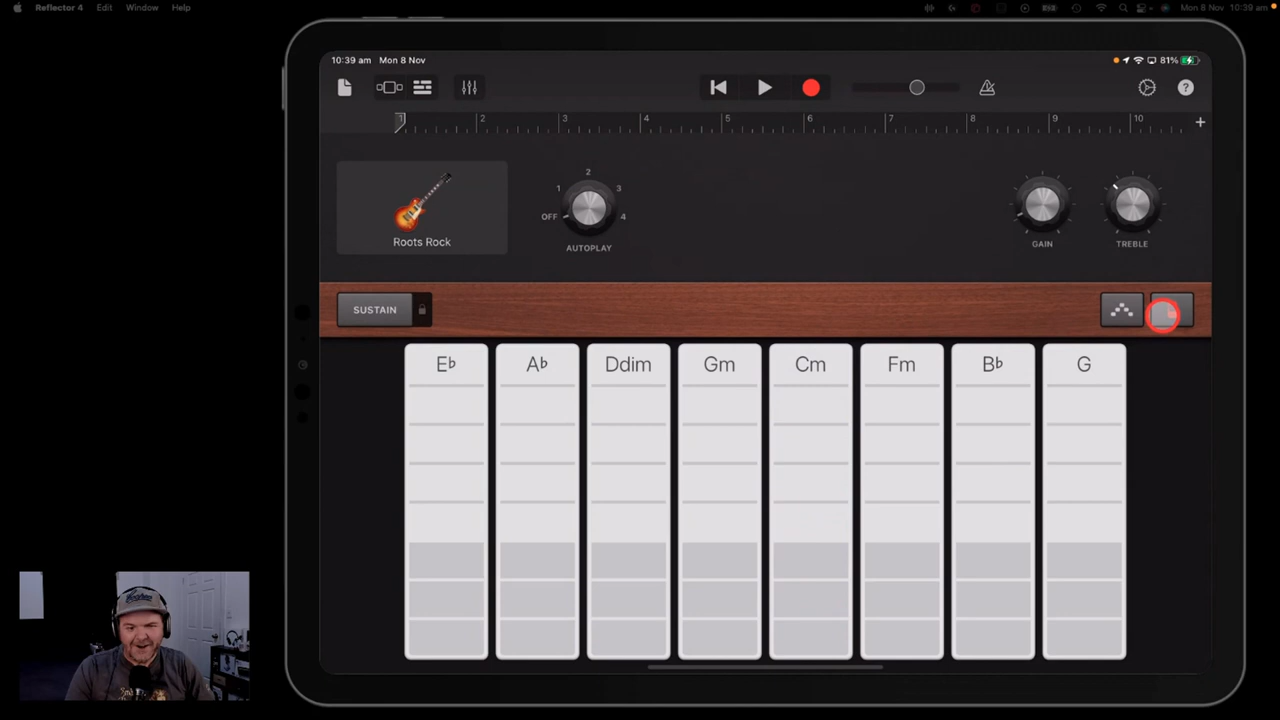 Reflector 4 Edit Window Help
Mon 8 Nov 10:39 am
10:39 am Mon 8 Nov
81%
1 2 3 4 5 6 7 8 9 10 +
Roots Rock
OFF 1 2 3 4
AUTOPLAY
GAIN
TREBLE
SUSTAIN
E♭ A♭ Ddim Gm Cm Fm B♭ G